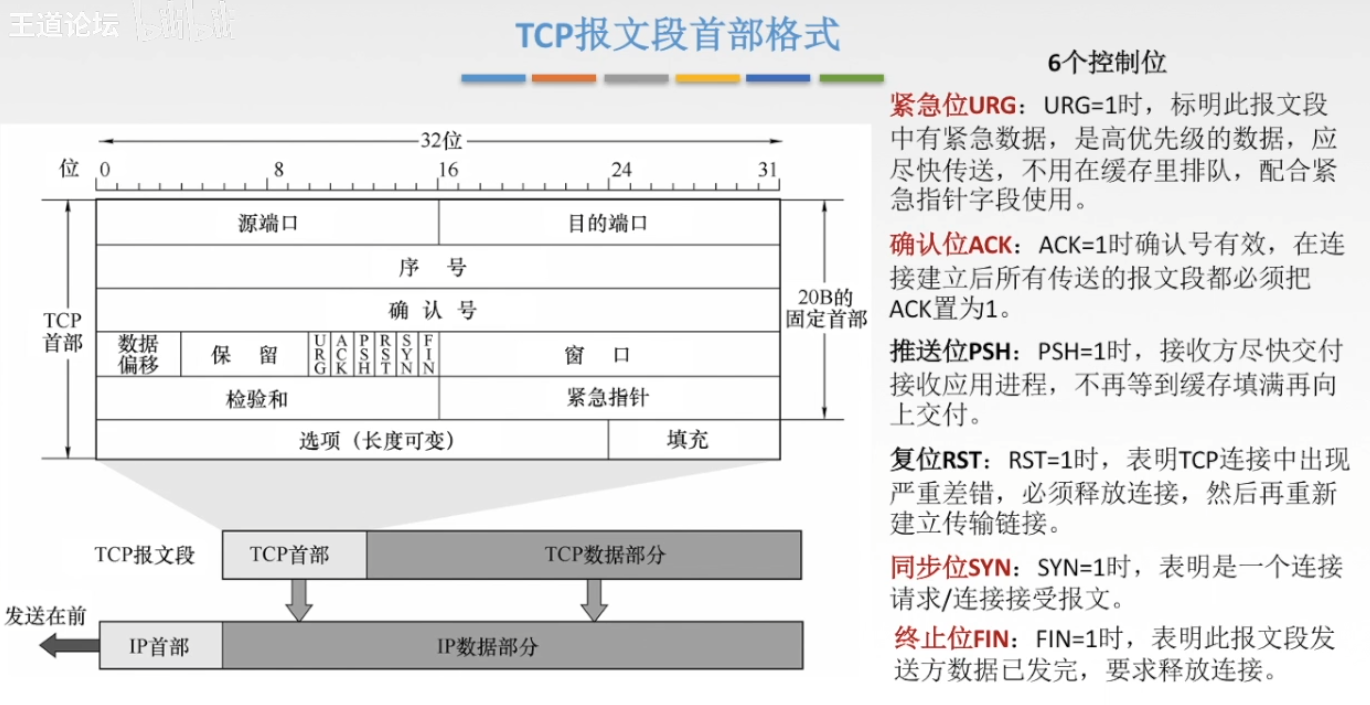 王道论坛 bilibili
TCP报文段首部格式
32位
位 0 8 16 24 31
TCP
首部
源端口 目的端口
序 号
确 认 号
数据
偏移
保 留
URG
ACK
PSH
RST
SYN
FIN
窗 口
检验和 紧急指针
选项（长度可变） 填充
20B的
固定首部
TCP报文段 TCP首部 TCP数据部分
发送在前
IP首部 IP数据部分
6个控制位
紧急位URG：URG=1时，标明此报文段
中有紧急数据，是高优先级的数据，应
尽快传送，不用在缓存里排队，配合紧
急指针字段使用。
确认位ACK：ACK=1时确认号有效，在连
接建立后所有传送的报文段都必须把
ACK置为1。
推送位PSH：PSH=1时，接收方尽快交付
接收应用进程，不再等到缓存填满再向
上交付。
复位RST：RST=1时，表明TCP连接中出现
严重差错，必须释放连接，然后再重新
建立传输链接。
同步位SYN：SYN=1时，表明是一个连接
请求/连接接受报文。
终止位FIN：FIN=1时，表明此报文段发
送方数据已发完，要求释放连接。